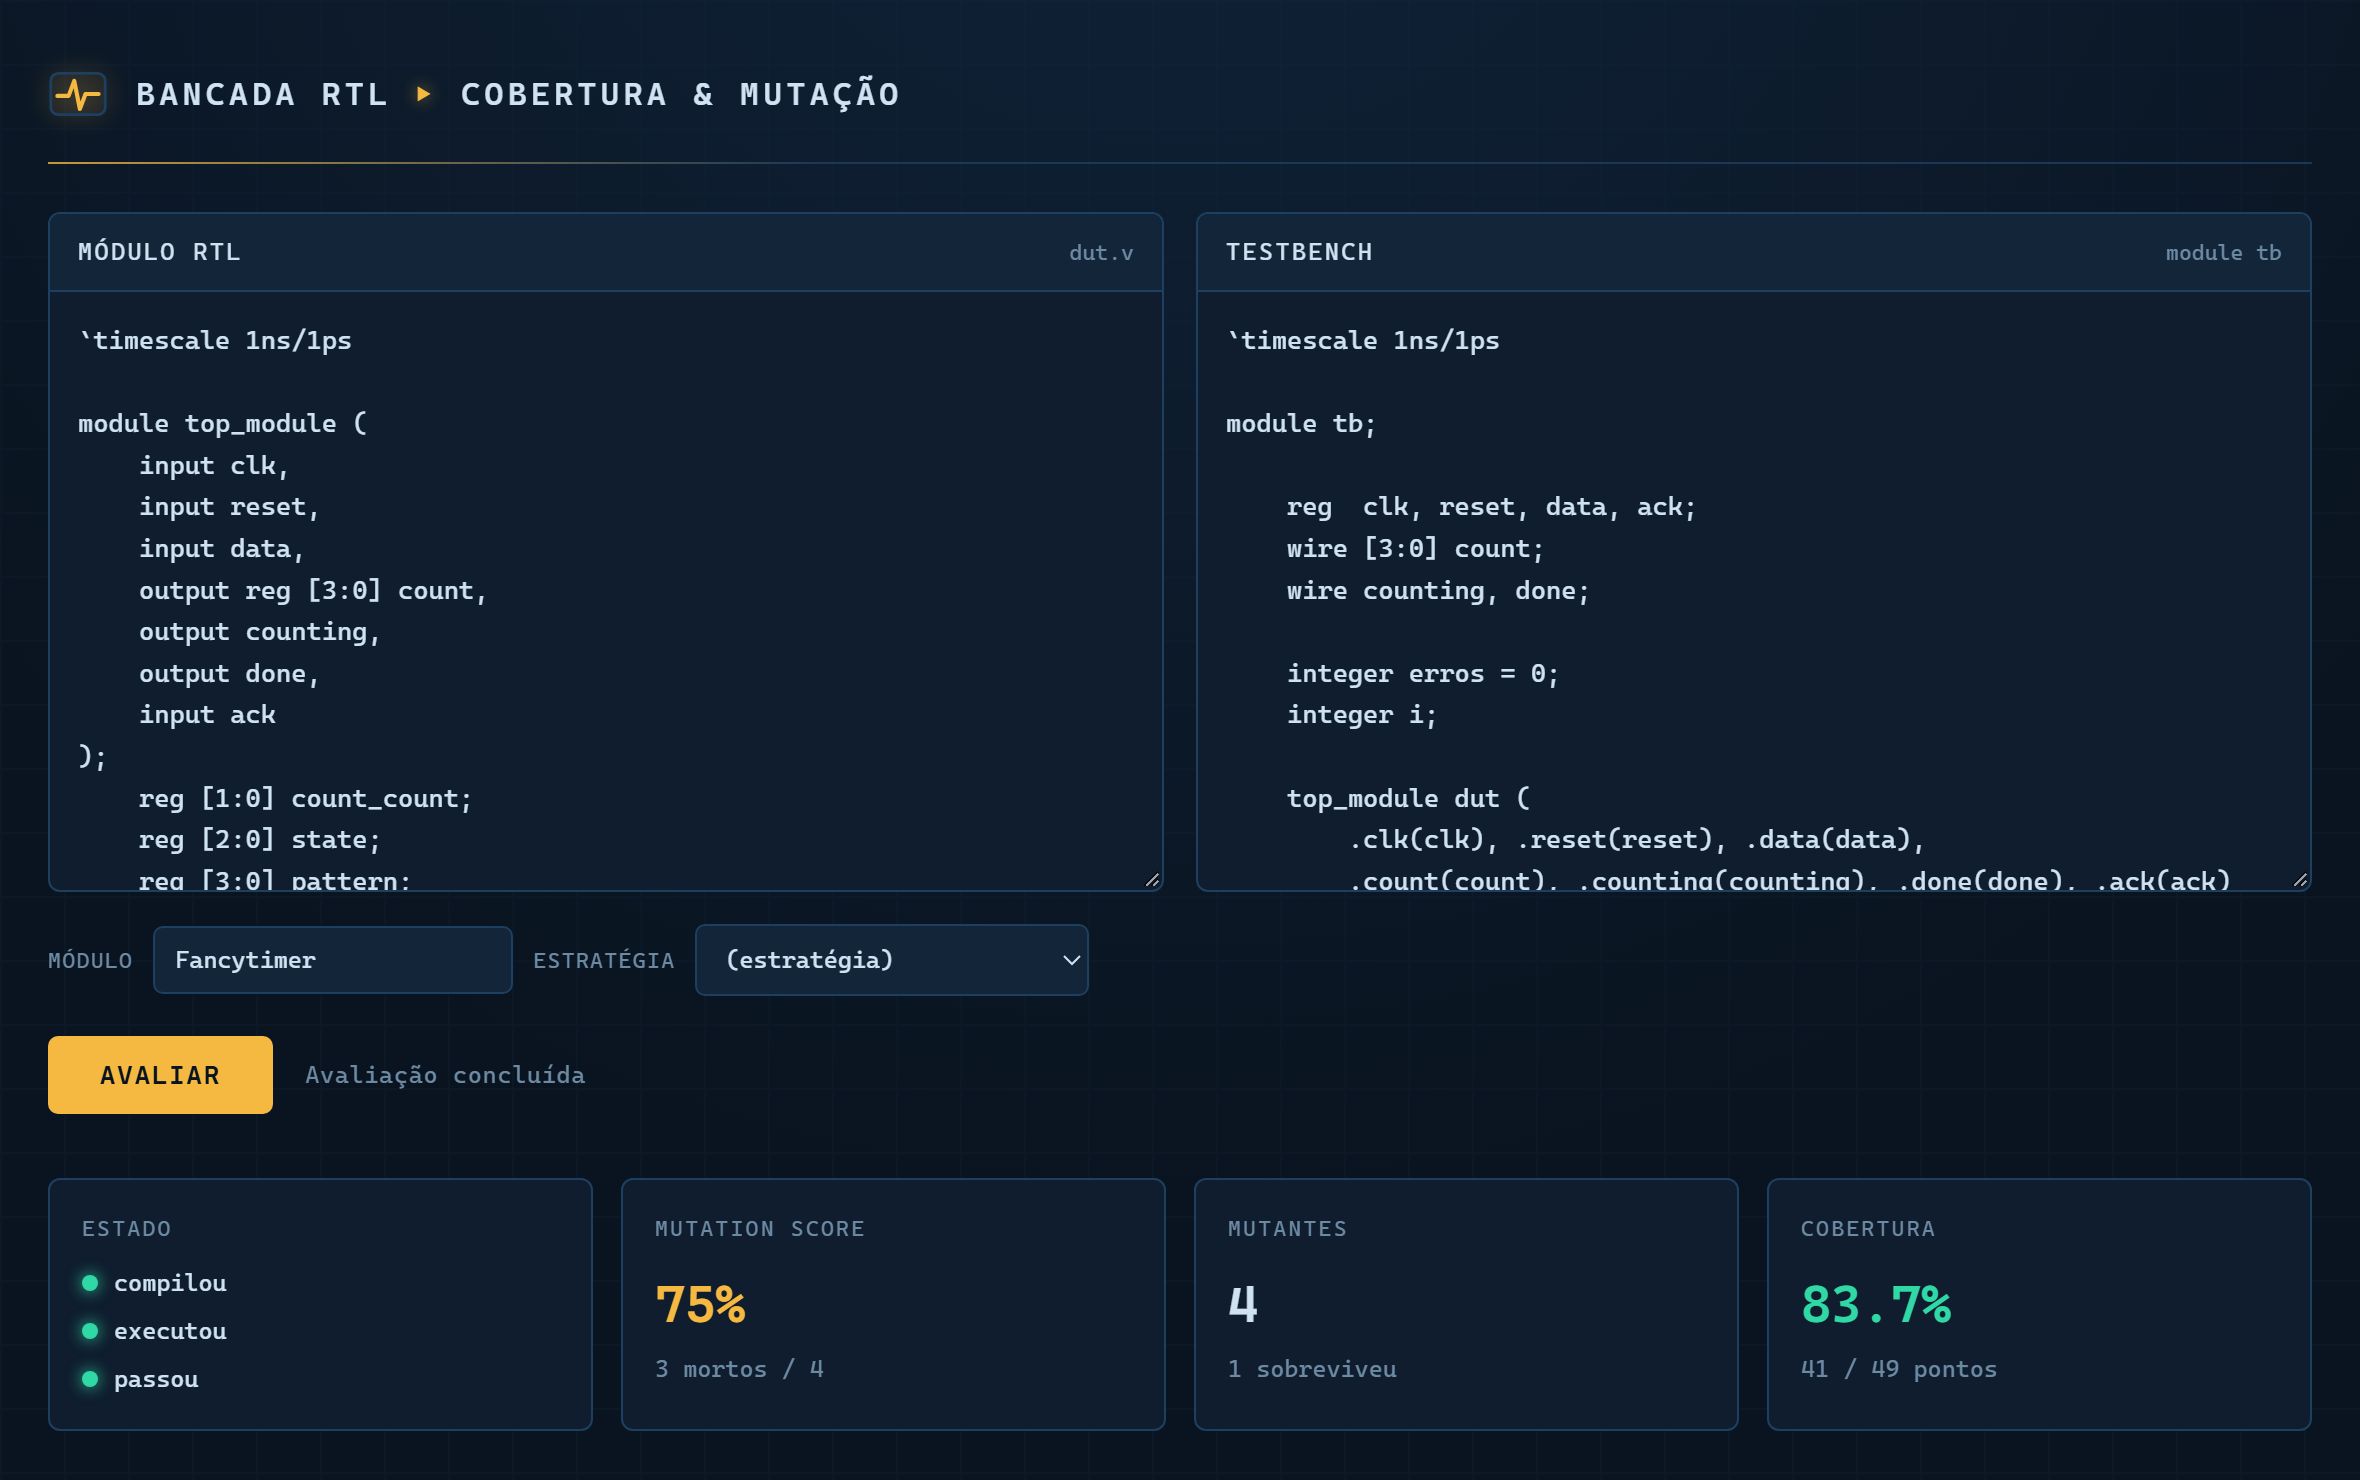 BANCADA RTL ▸ COBERTURA & MUTAÇÃO
MÓDULO RTL
dut.v
`timescale 1ns/1ps
module top_module (
    input clk,
    input reset,
    input data,
    output reg [3:0] count,
    output counting,
    output done,
    input ack
);
    reg [1:0] count_count;
    reg [2:0] state;
    reg [3:0] pattern;
TESTBENCH
module tb
`timescale 1ns/1ps
module tb;
    reg  clk, reset, data, ack;
    wire [3:0] count;
    wire counting, done;
    integer erros = 0;
    integer i;
    top_module dut (
        .clk(clk), .reset(reset), .data(data),
        .count(count), .counting(counting), .done(done), .ack(ack)
MÓDULO Fancytimer ESTRATÉGIA (estratégia)
AVALIAR Avaliação concluída
ESTADO
compilou
executou
passou
MUTATION SCORE
75%
3 mortos / 4
MUTANTES
4
1 sobreviveu
COBERTURA
83.7%
41 / 49 pontos